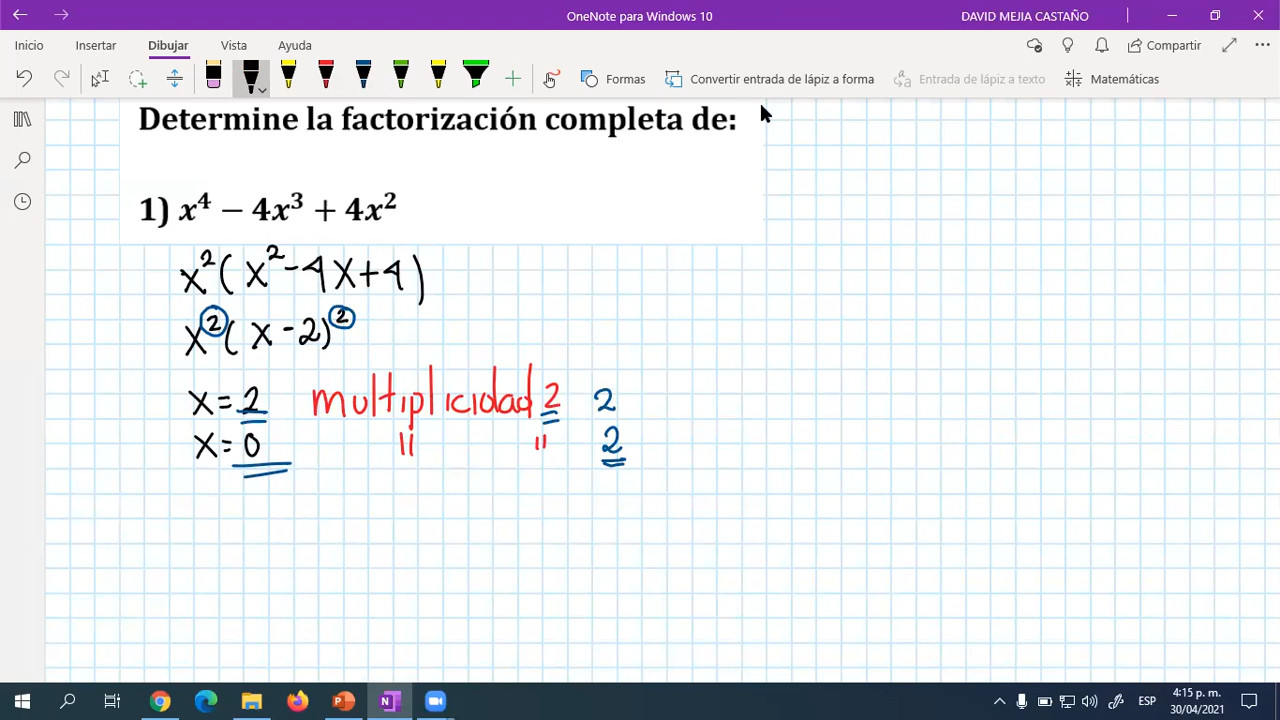 OneNote para Windows 10
DAVID MEJIA CASTAÑO
Inicio Insertar Dibujar Vista Ayuda
Compartir
Formas Convertir entrada de lápiz a forma Entrada de lápiz a texto Matemáticas
Determine la factorización completa de:
1) x⁴ − 4x³ + 4x²
x²(x²-4x+4)
x²(x-2)²
x=2 multiplicidad 2 2
x=0 " " 2
ESP
4:15 p. m.
30/04/2021